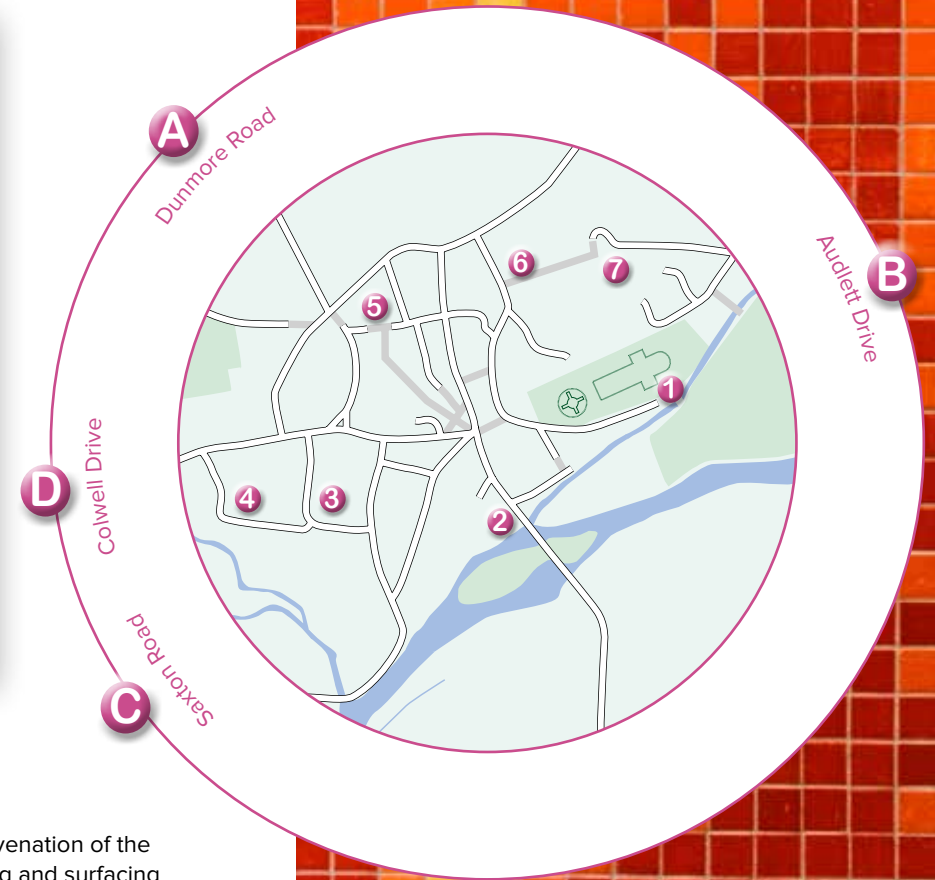 A
Dunmore Road
B
Audlett Drive
6
7
5
1
D
Colwell Drive
4
3
2
C
Saxton Road
venation of the
and surfacing